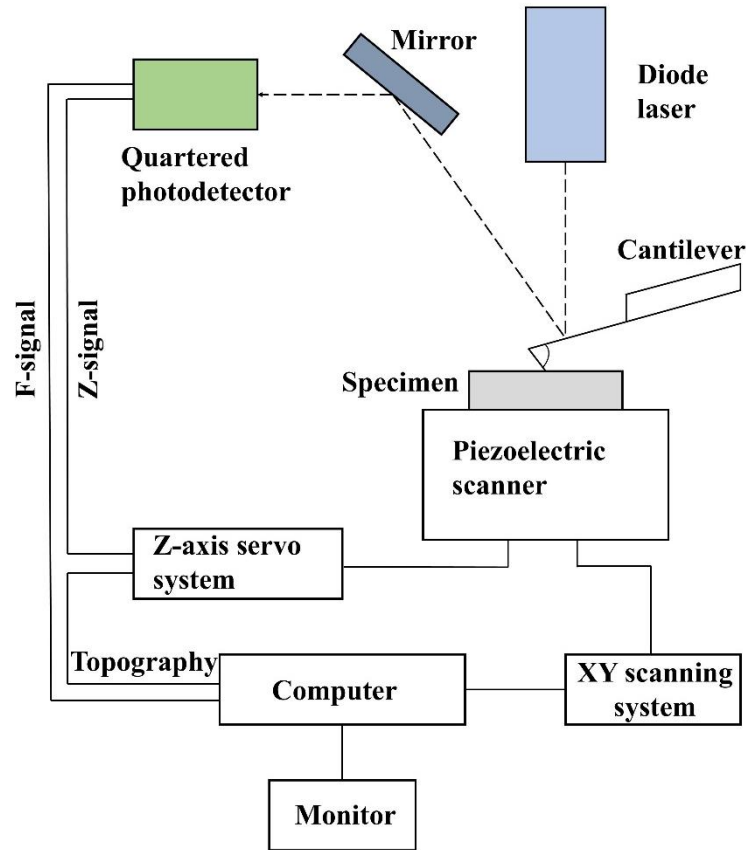 Mirror
Diode
laser
Quartered
photodetector
Cantilever
F-signal
Z-signal
Specimen
Piezoelectric
scanner
Z-axis servo
system
Topography
Computer
XY scanning
system
Monitor